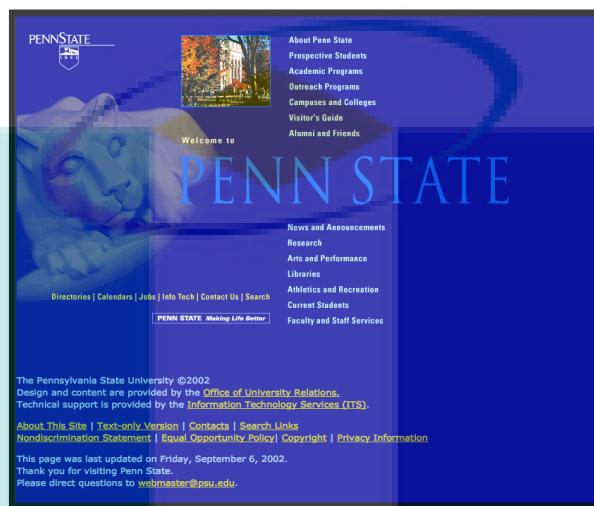 PENNSTATE
1855
About Penn State
Prospective Students
Academic Programs
Outreach Programs
Campuses and Colleges
Visitor's Guide
Alumni and Friends
Welcome to
PENN STATE
News and Announcements
Research
Arts and Performance
Libraries
Athletics and Recreation
Current Students
Faculty and Staff Services
Directories | Calendars | Jobs | Info Tech | Contact Us | Search
PENN STATE Making Life Better
The Pennsylvania State University ©2002
Design and content are provided by the Office of University Relations.
Technical support is provided by the Information Technology Services (ITS).
About This Site | Text-only Version | Contacts | Search Links
Nondiscrimination Statement | Equal Opportunity Policy| Copyright | Privacy Information
This page was last updated on Friday, September 6, 2002.
Thank you for visiting Penn State.
Please direct questions to webmaster@psu.edu.